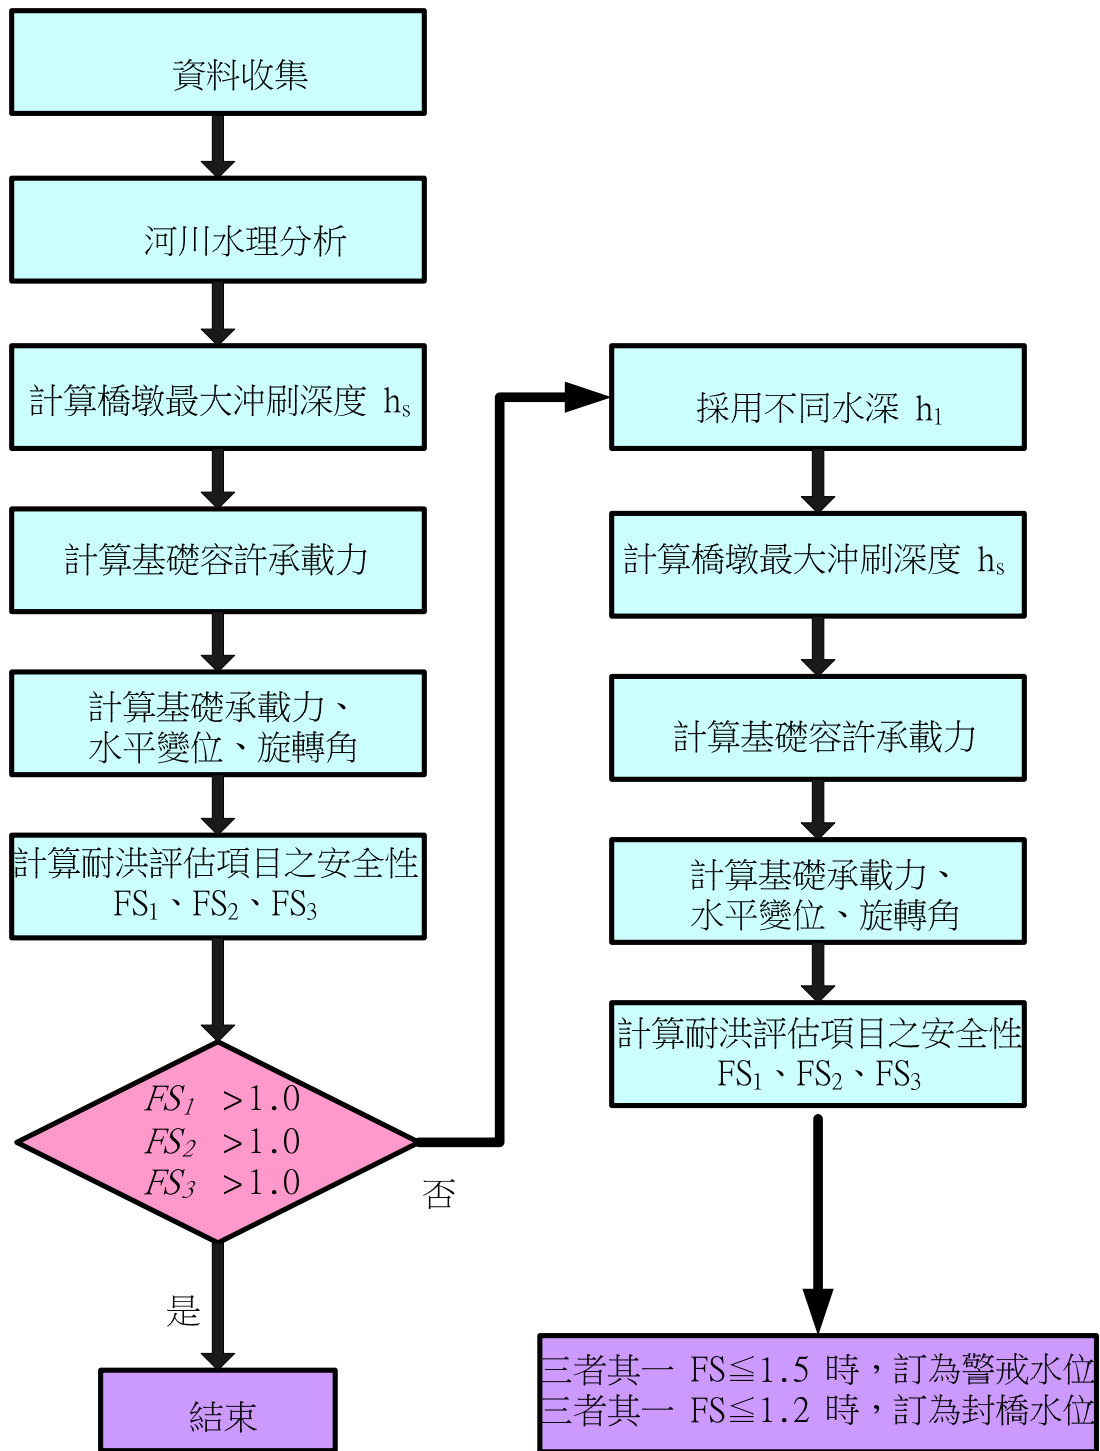 資料收集
河川水理分析
計算橋墩最大沖刷深度 hs
計算基礎容許承載力
計算基礎承載力、
水平變位、旋轉角
計算耐洪評估項目之安全性
FS1、FS2、FS3
FS1 >1.0
FS2 >1.0
FS3 >1.0
否
是
結束
採用不同水深 h1
計算橋墩最大沖刷深度 hs
計算基礎容許承載力
計算基礎承載力、
水平變位、旋轉角
計算耐洪評估項目之安全性
FS1、FS2、FS3
三者其一 FS≦1.5 時，訂為警戒水位
三者其一 FS≦1.2 時，訂為封橋水位